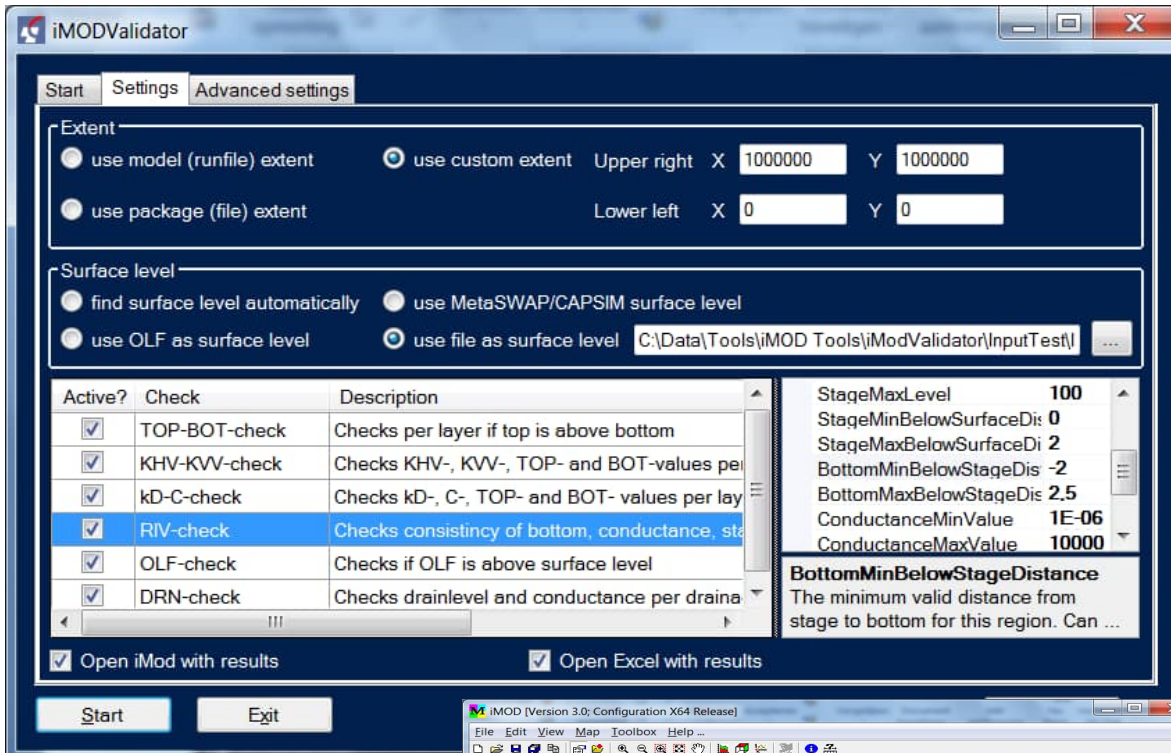 iMODValidator
Start Settings Advanced settings
Extent
use model (runfile) extent use custom extent Upper right X 1000000 Y 1000000
use package (file) extent Lower left X 0 Y 0
Surface level
find surface level automatically use MetaSWAP/CAPSIM surface level
use OLF as surface level use file as surface level C:\Data\Tools\iMOD Tools\iModValidator\InputTest\I ...
Active? Check Description
TOP-BOT-check Checks per layer if top is above bottom
KHV-KVV-check Checks KHV-, KVV-, TOP- and BOT-values per
kD-C-check Checks kD-, C-, TOP- and BOT- values per lay
RIV-check Checks consistincy of bottom, conductance, sta
OLF-check Checks if OLF is above surface level
DRN-check Checks drainlevel and conductance per draina
StageMaxLevel 100
StageMinBelowSurfaceDis 0
StageMaxBelowSurfaceDi 2
BottomMinBelowStageDis -2
BottomMaxBelowStageDis 2,5
ConductanceMinValue 1E-06
ConductanceMaxValue 10000
BottomMinBelowStageDistance
The minimum valid distance from
stage to bottom for this region. Can ...
Open iMod with results Open Excel with results
Start Exit
iMOD [Version 3.0; Configuration X64 Release]
File Edit View Map Toolbox Help ...